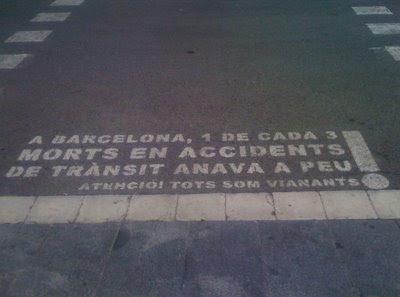 A BARCELONA, 1 DE CADA 3
MORTS EN ACCIDENTS
DE TRÀNSIT ANAVA A PEU!
ATENCIÓ! TOTS SOM VIANANTS